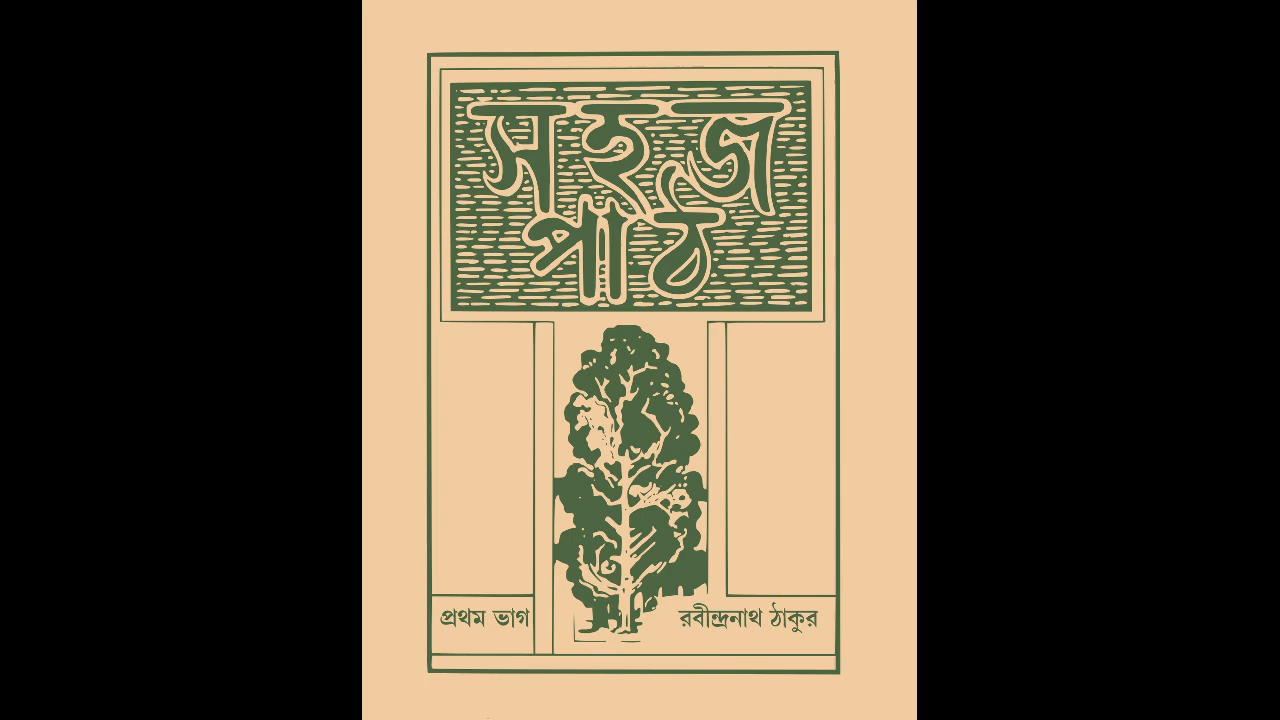 সহজ
পাঠ
প্রথম ভাগ
রবীন্দ্রনাথ ঠাকুর